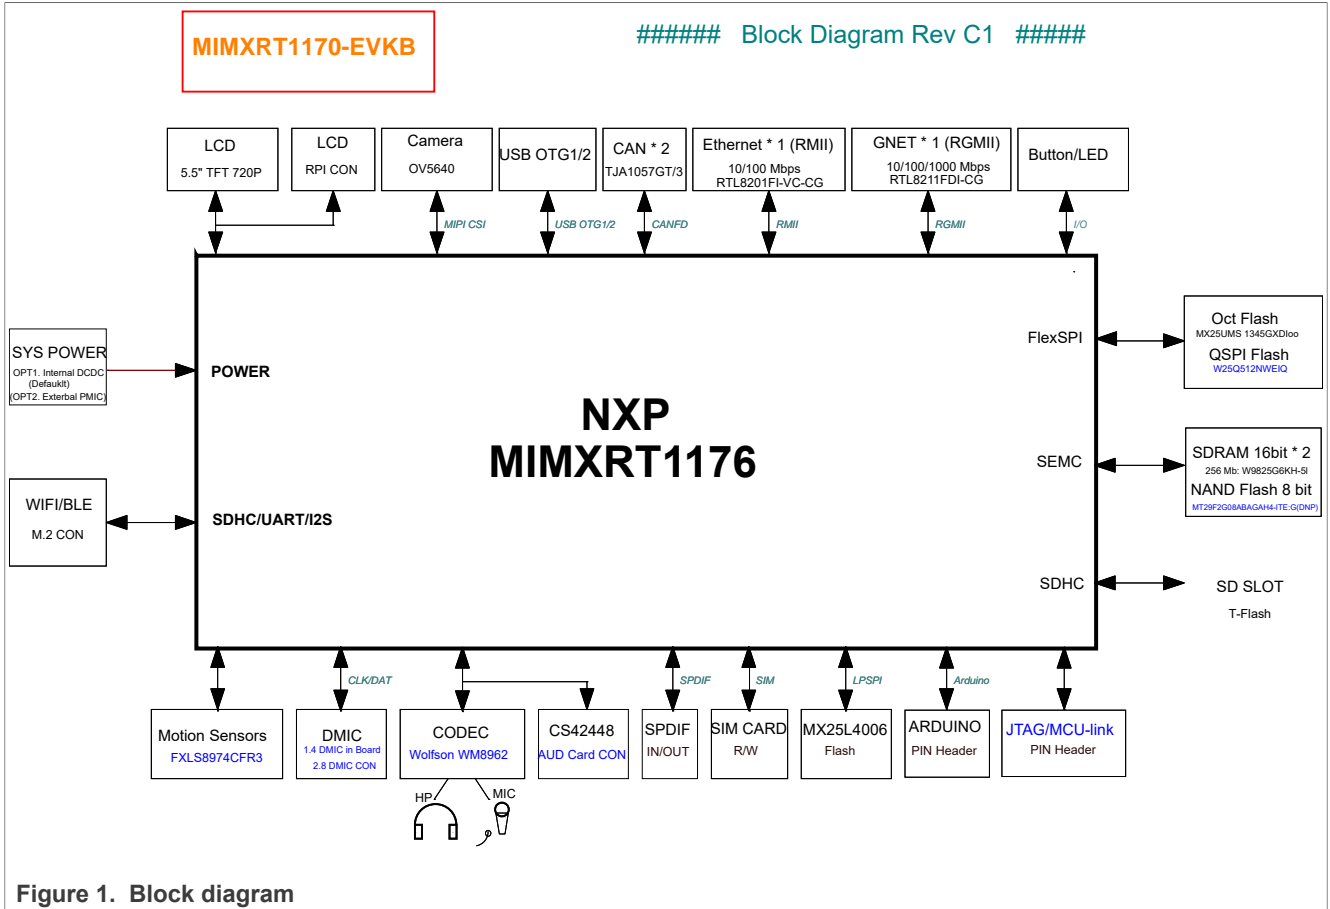 MIMXRT1170-EVKB
###### Block Diagram Rev C1 #####
LCD
5.5" TFT 720P
LCD
RPI CON
Camera
OV5640
USB OTG1/2
CAN * 2
TJA1057GT/3
Ethernet * 1 (RMII)
10/100 Mbps
RTL8201FI-VC-CG
GNET * 1 (RGMII)
10/100/1000 Mbps
RTL8211FDI-CG
Button/LED
MIPI CSI
USB OTG1/2
CANFD
RMII
RGMII
I/O
SYS POWER
OPT1. Internal DCDC
(Defauklt)
(OPT2. Exterbal PMIC)
POWER
WIFI/BLE
M.2 CON
SDHC/UART/I2S
NXP
MIMXRT1176
FlexSPI
Oct Flash
MX25UMS 1345GXDIoo
QSPI Flash
W25Q512NWEIQ
SEMC
SDRAM 16bit * 2
256 Mb: W9825G6KH-5I
NAND Flash 8 bit
MT29F2G08ABAGAH4-ITE:G(DNP)
SDHC
SD SLOT
T-Flash
CLK/DAT
SPDIF
SIM
LPSPI
Arduino
Motion Sensors
FXLS8974CFR3
DMIC
1.4 DMIC in Board
2.8 DMIC CON
CODEC
Wolfson WM8962
CS42448
AUD Card CON
SPDIF
IN/OUT
SIM CARD
R/W
MX25L4006
Flash
ARDUINO
PIN Header
JTAG/MCU-link
PIN Header
HP
MIC
Figure 1. Block diagram